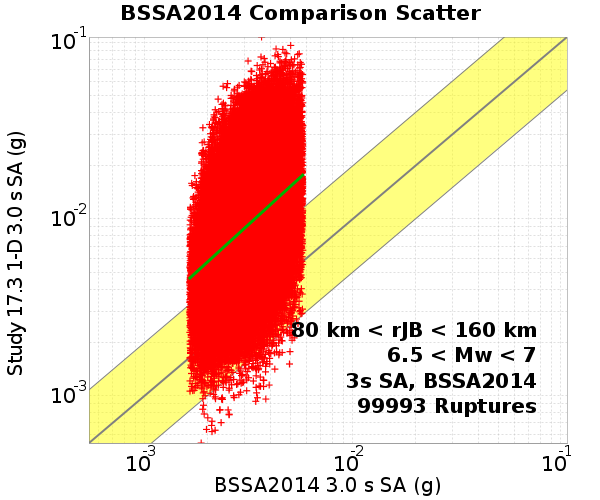 BSSA2014 Comparison Scatter
10-1
10-2
10-3
Study 17.3 1-D 3.0 s SA (g)
80 km < rJB < 160 km
6.5 < Mw < 7
3s SA, BSSA2014
99993 Ruptures
10-3 10-2 10-1
BSSA2014 3.0 s SA (g)